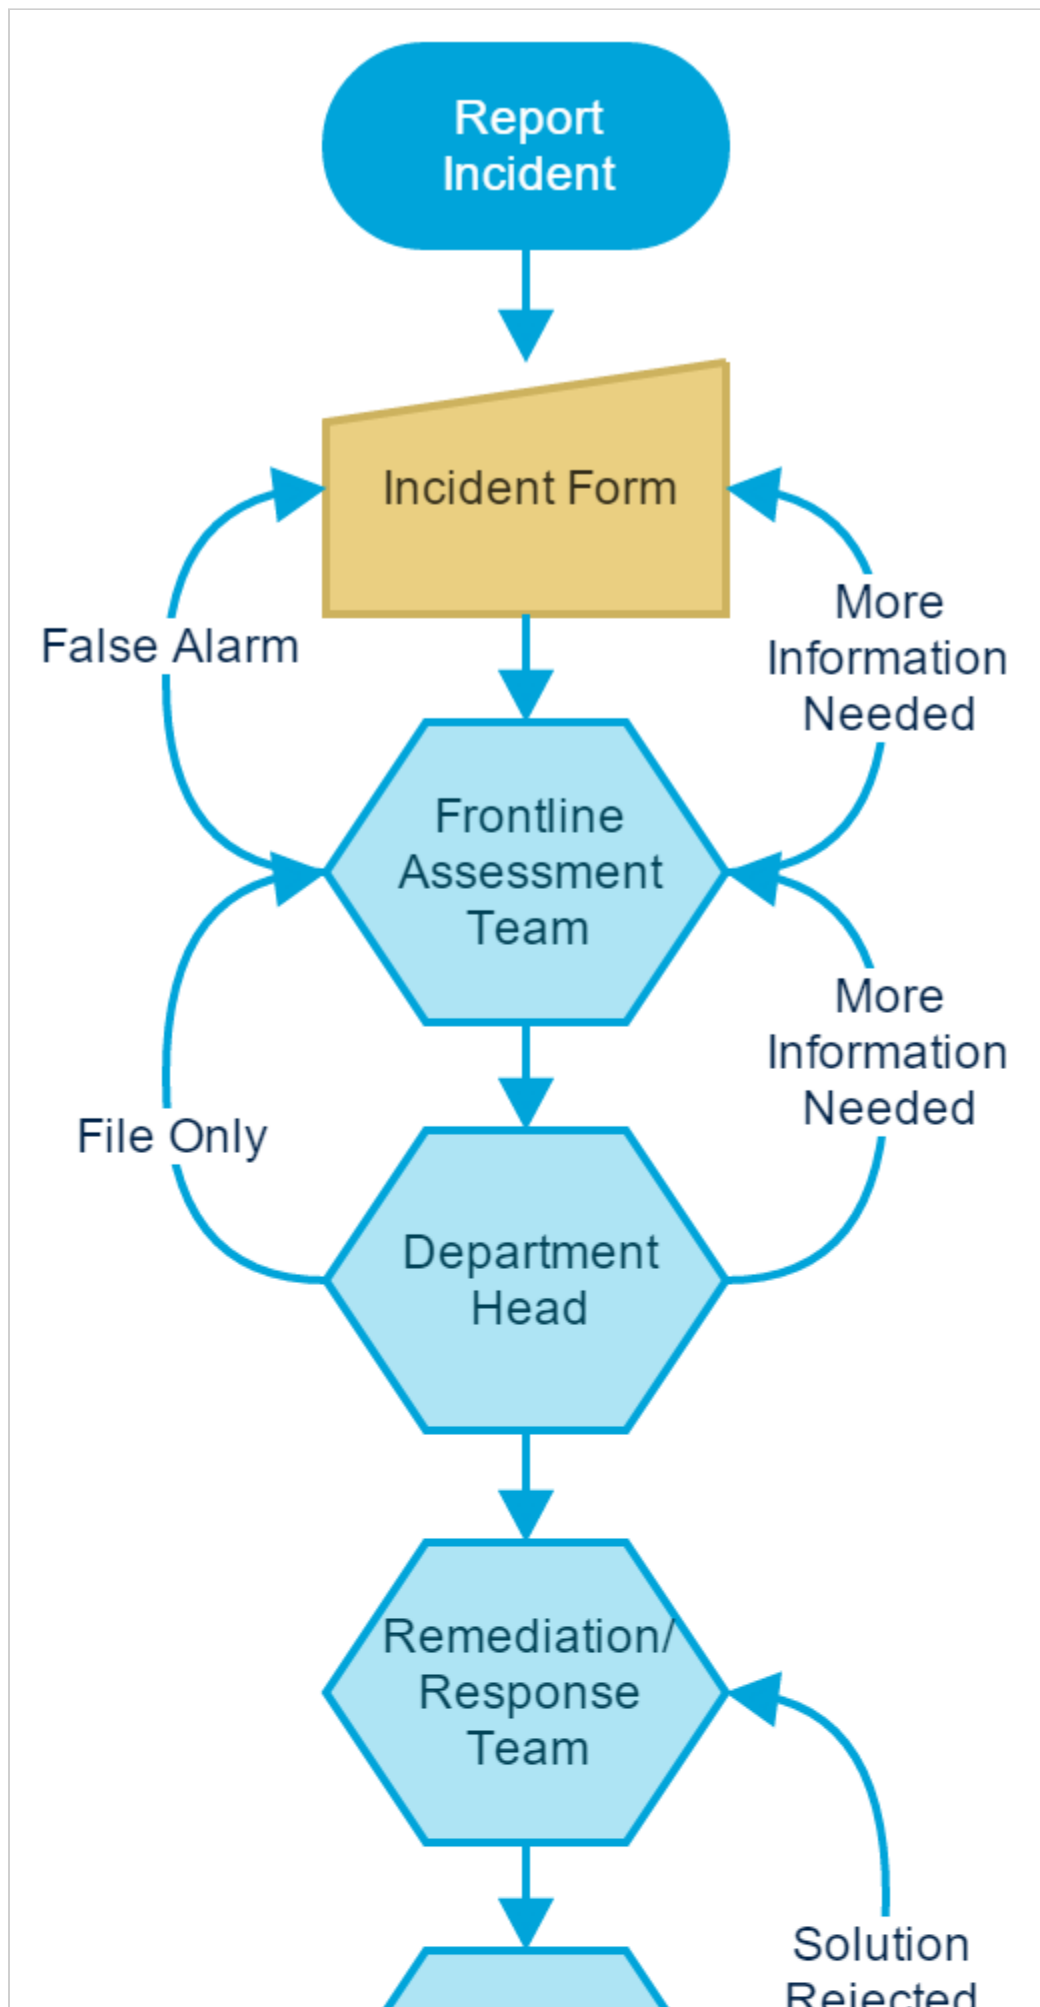 Report
Incident
Incident Form
False Alarm
More
Information
Needed
Frontline
Assessment
Team
More
Information
Needed
File Only
Department
Head
Remediation/
Response
Team
Solution
Rejected